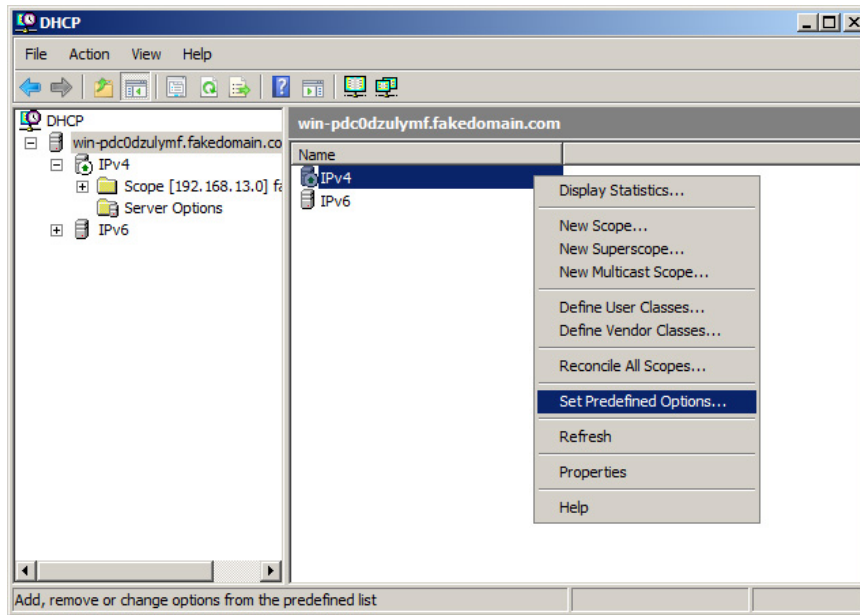 DHCP
File Action View Help
DHCP
win-pdc0dzulymf.fakedomain.co
IPv4
Scope [192.168.13.0] fa
Server Options
IPv6
win-pdc0dzulymf.fakedomain.com
Name
IPv4
IPv6
Display Statistics...
New Scope...
New Superscope...
New Multicast Scope...
Define User Classes...
Define Vendor Classes...
Reconcile All Scopes...
Set Predefined Options...
Refresh
Properties
Help
Add, remove or change options from the predefined list